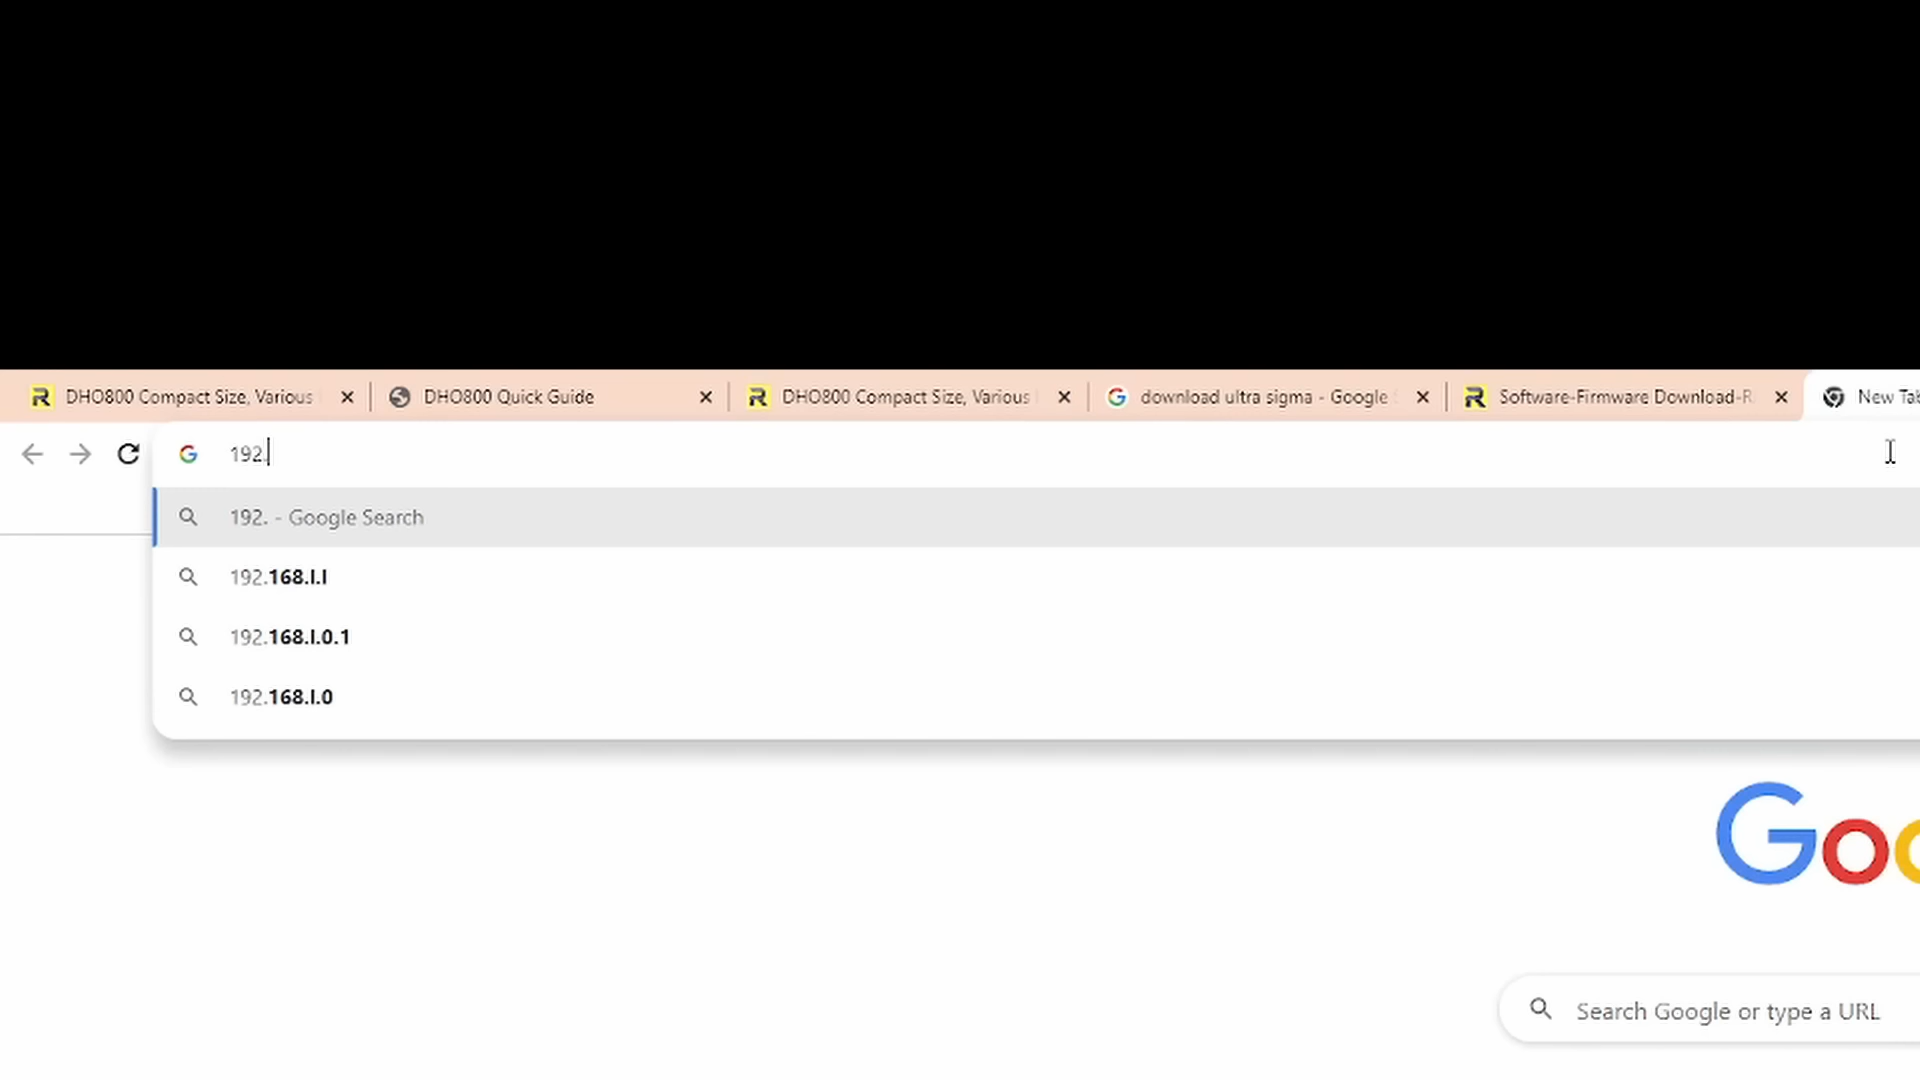 DHO800 Compact Size, Various
DHO800 Quick Guide
DHO800 Compact Size, Various
download ultra sigma - Google
Software-Firmware Download-R
New Tab
192.
192. - Google Search
192.168.l.l
192.168.l.0.1
192.168.l.0
Goo
Search Google or type a URL